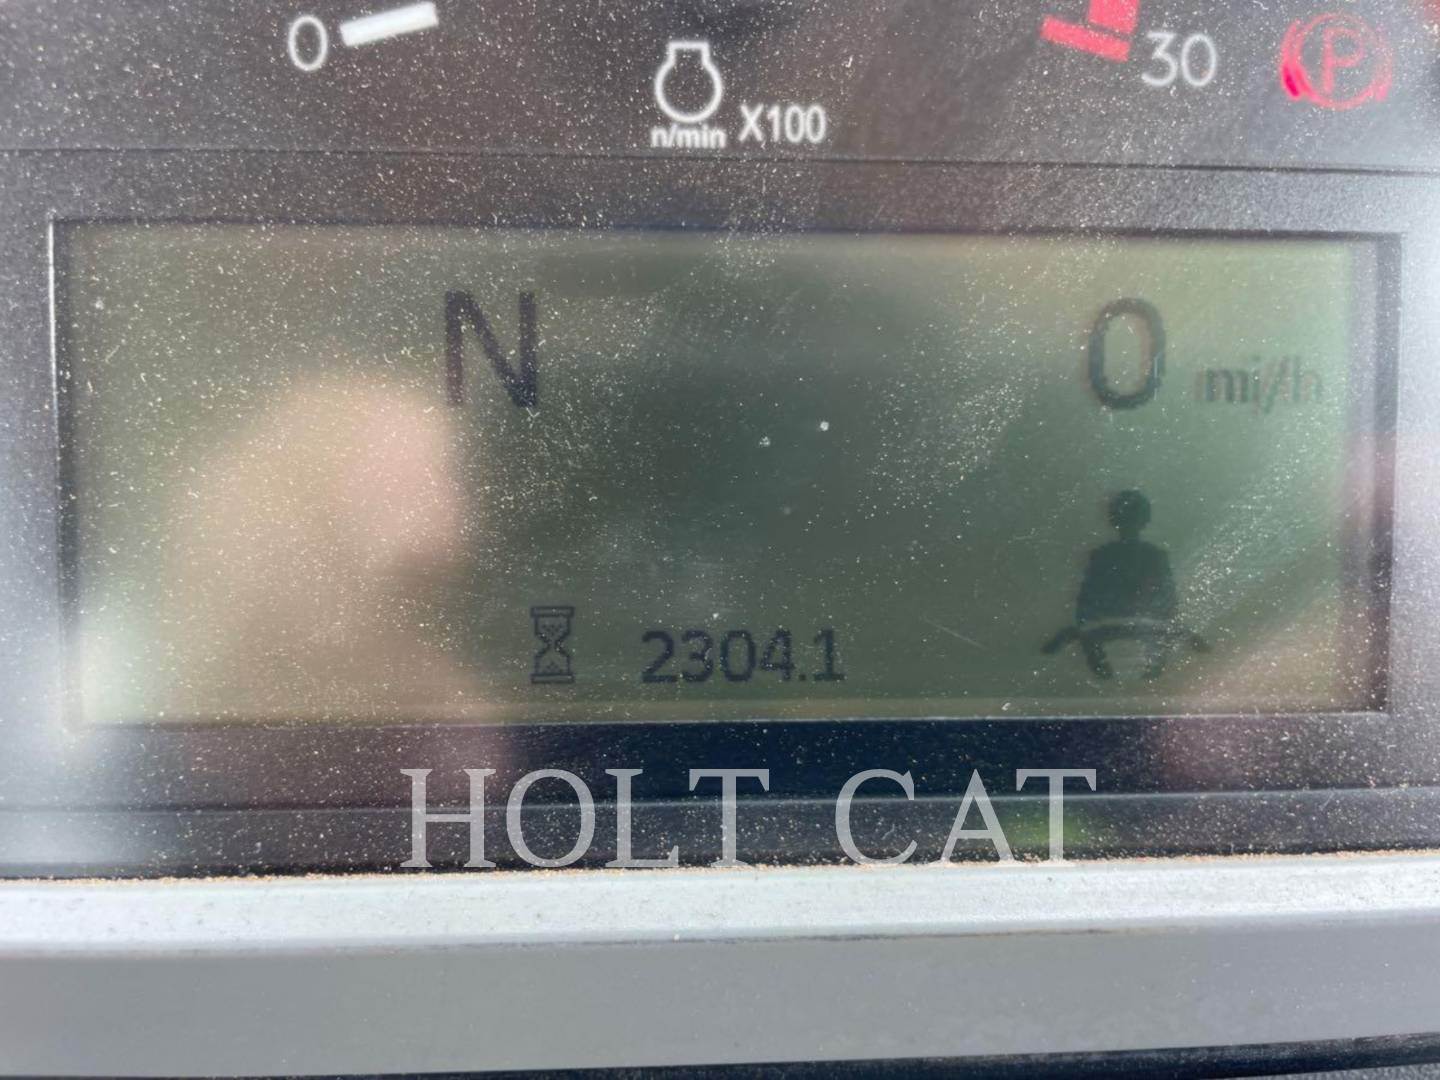 0
30
P
n/min X100
N
0 mi/h
2304.1
HOLT CAT